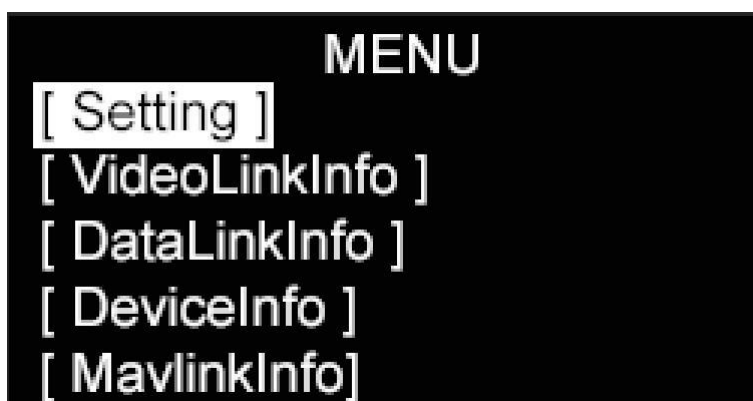 MENU
[ Setting ]
[ VideoLinkInfo ]
[ DataLinkInfo ]
[ DeviceInfo ]
[ MavlinkInfo]